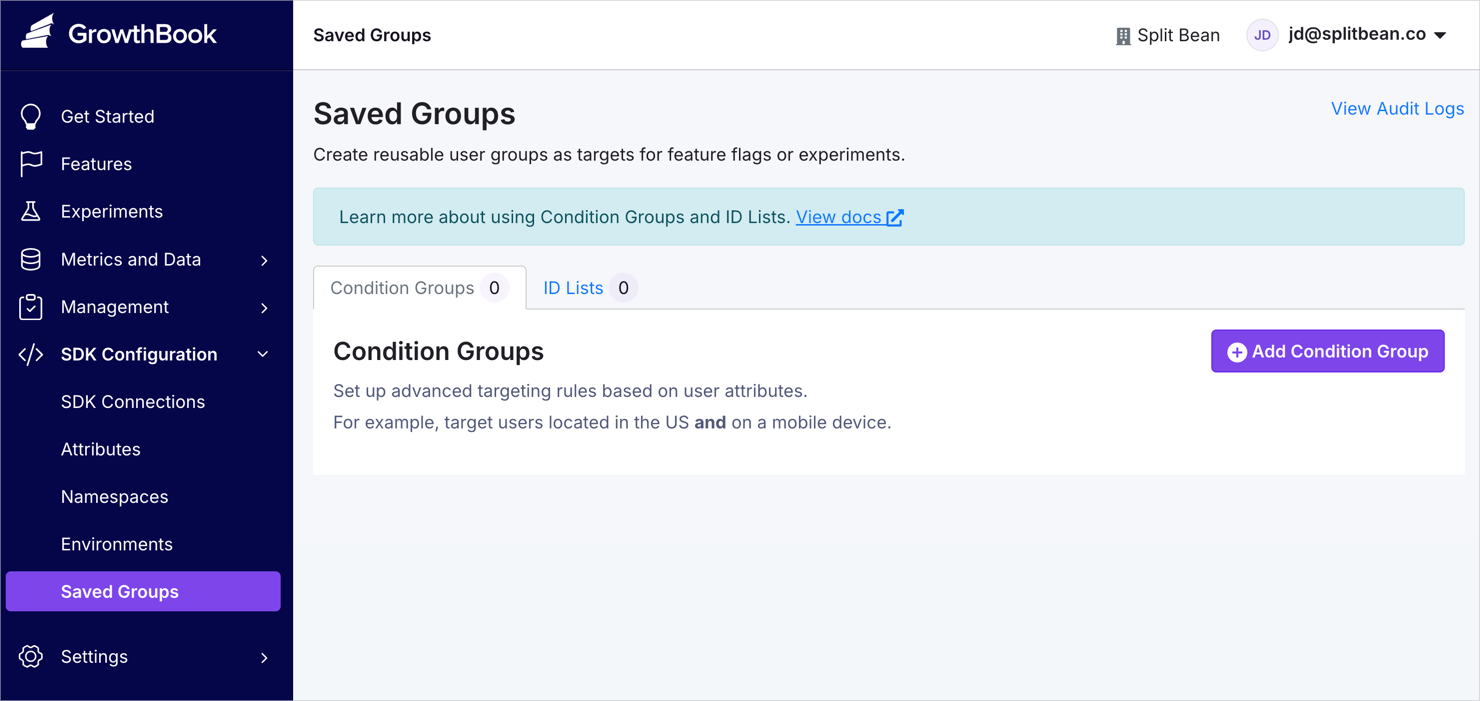 GrowthBook
Saved Groups
Split Bean
JD
jd@splitbean.co
Get Started
Features
Experiments
Metrics and Data
Management
SDK Configuration
SDK Connections
Attributes
Namespaces
Environments
Saved Groups
Settings
Saved Groups
View Audit Logs
Create reusable user groups as targets for feature flags or experiments.
Learn more about using Condition Groups and ID Lists. View docs
Condition Groups 0
ID Lists 0
Condition Groups
Add Condition Group
Set up advanced targeting rules based on user attributes.
For example, target users located in the US and on a mobile device.